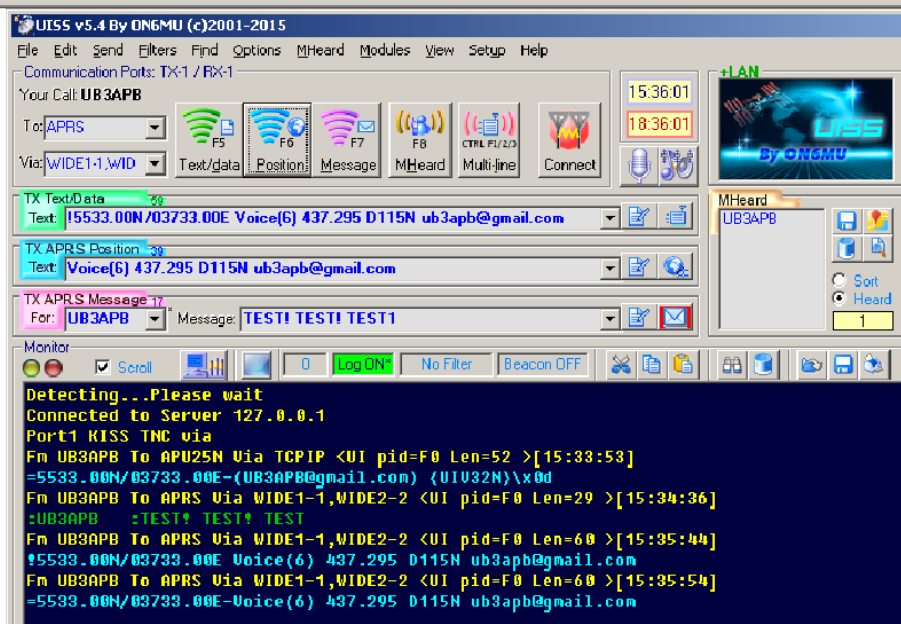 UISS v5.4 By ON6MU (c)2001-2015
File Edit Send Filters Find Options MHeard Modules View Setup Help
Communication Ports: TX-1 / RX-1
Your Call: UB3APB
To: APRS
Via: WIDE1-1,WID
F5
Text/data
F6
Position
F7
Message
F8
MHeard
CTRL F1/2/3
Multi-line
Connect
15:36:01
18:36:01
+LAN
UISS
By ON6MU
TX Text/Data 59
Text: !5533.00N/03733.00E Voice(6) 437.295 D115N ub3apb@gmail.com
TX APRS Position 39
Text: Voice(6) 437.295 D115N ub3apb@gmail.com
TX APRS Message 17
For: UB3APB * Message: TEST! TEST! TEST1
MHeard
UB3APB
Sort
Heard
1
Monitor
Scroll 0 Log ON* No Filter Beacon OFF
Detecting...Please wait
Connected to Server 127.0.0.1
Port1 KISS TNC via
Fm UB3APB To APU25N Via TCPIP <UI pid=F0 Len=52 >[15:33:53]
=5533.00N/03733.00E-(UB3APB@gmail.com) {UIV32N}\x0d
Fm UB3APB To APRS Via WIDE1-1,WIDE2-2 <UI pid=F0 Len=29 >[15:34:36]
:UB3APB   :TEST! TEST! TEST
Fm UB3APB To APRS Via WIDE1-1,WIDE2-2 <UI pid=F0 Len=60 >[15:35:44]
!5533.00N/03733.00E Voice(6) 437.295 D115N ub3apb@gmail.com
Fm UB3APB To APRS Via WIDE1-1,WIDE2-2 <UI pid=F0 Len=60 >[15:35:54]
=5533.00N/03733.00E-Voice(6) 437.295 D115N ub3apb@gmail.com